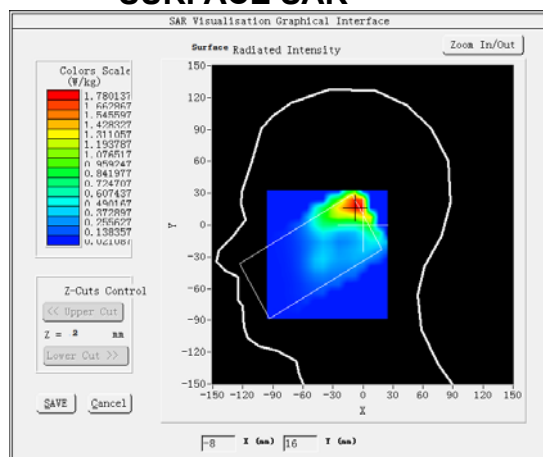 SURFACE SAR
SAR Visualisation Graphical Interface
Surface Radiated Intensity
Zoom In/Out
Colors Scale
(W/kg)
1.780137
1.662867
1.545597
1.428327
1.311057
1.193787
1.076517
0.959247
0.841977
0.724707
0.607437
0.490167
0.372897
0.255627
0.138357
0.021087
Z-Cuts Control
<< Upper Cut
Z = 2 mm
Lower Cut >>
SAVE
Cancel
150
120
90
60
30
0
-30
-60
-90
-120
-150
Y
-150 -120 -90 -60 -30 0 30 60 90 120 150
X
-8 X (mm) 16 Y (mm)